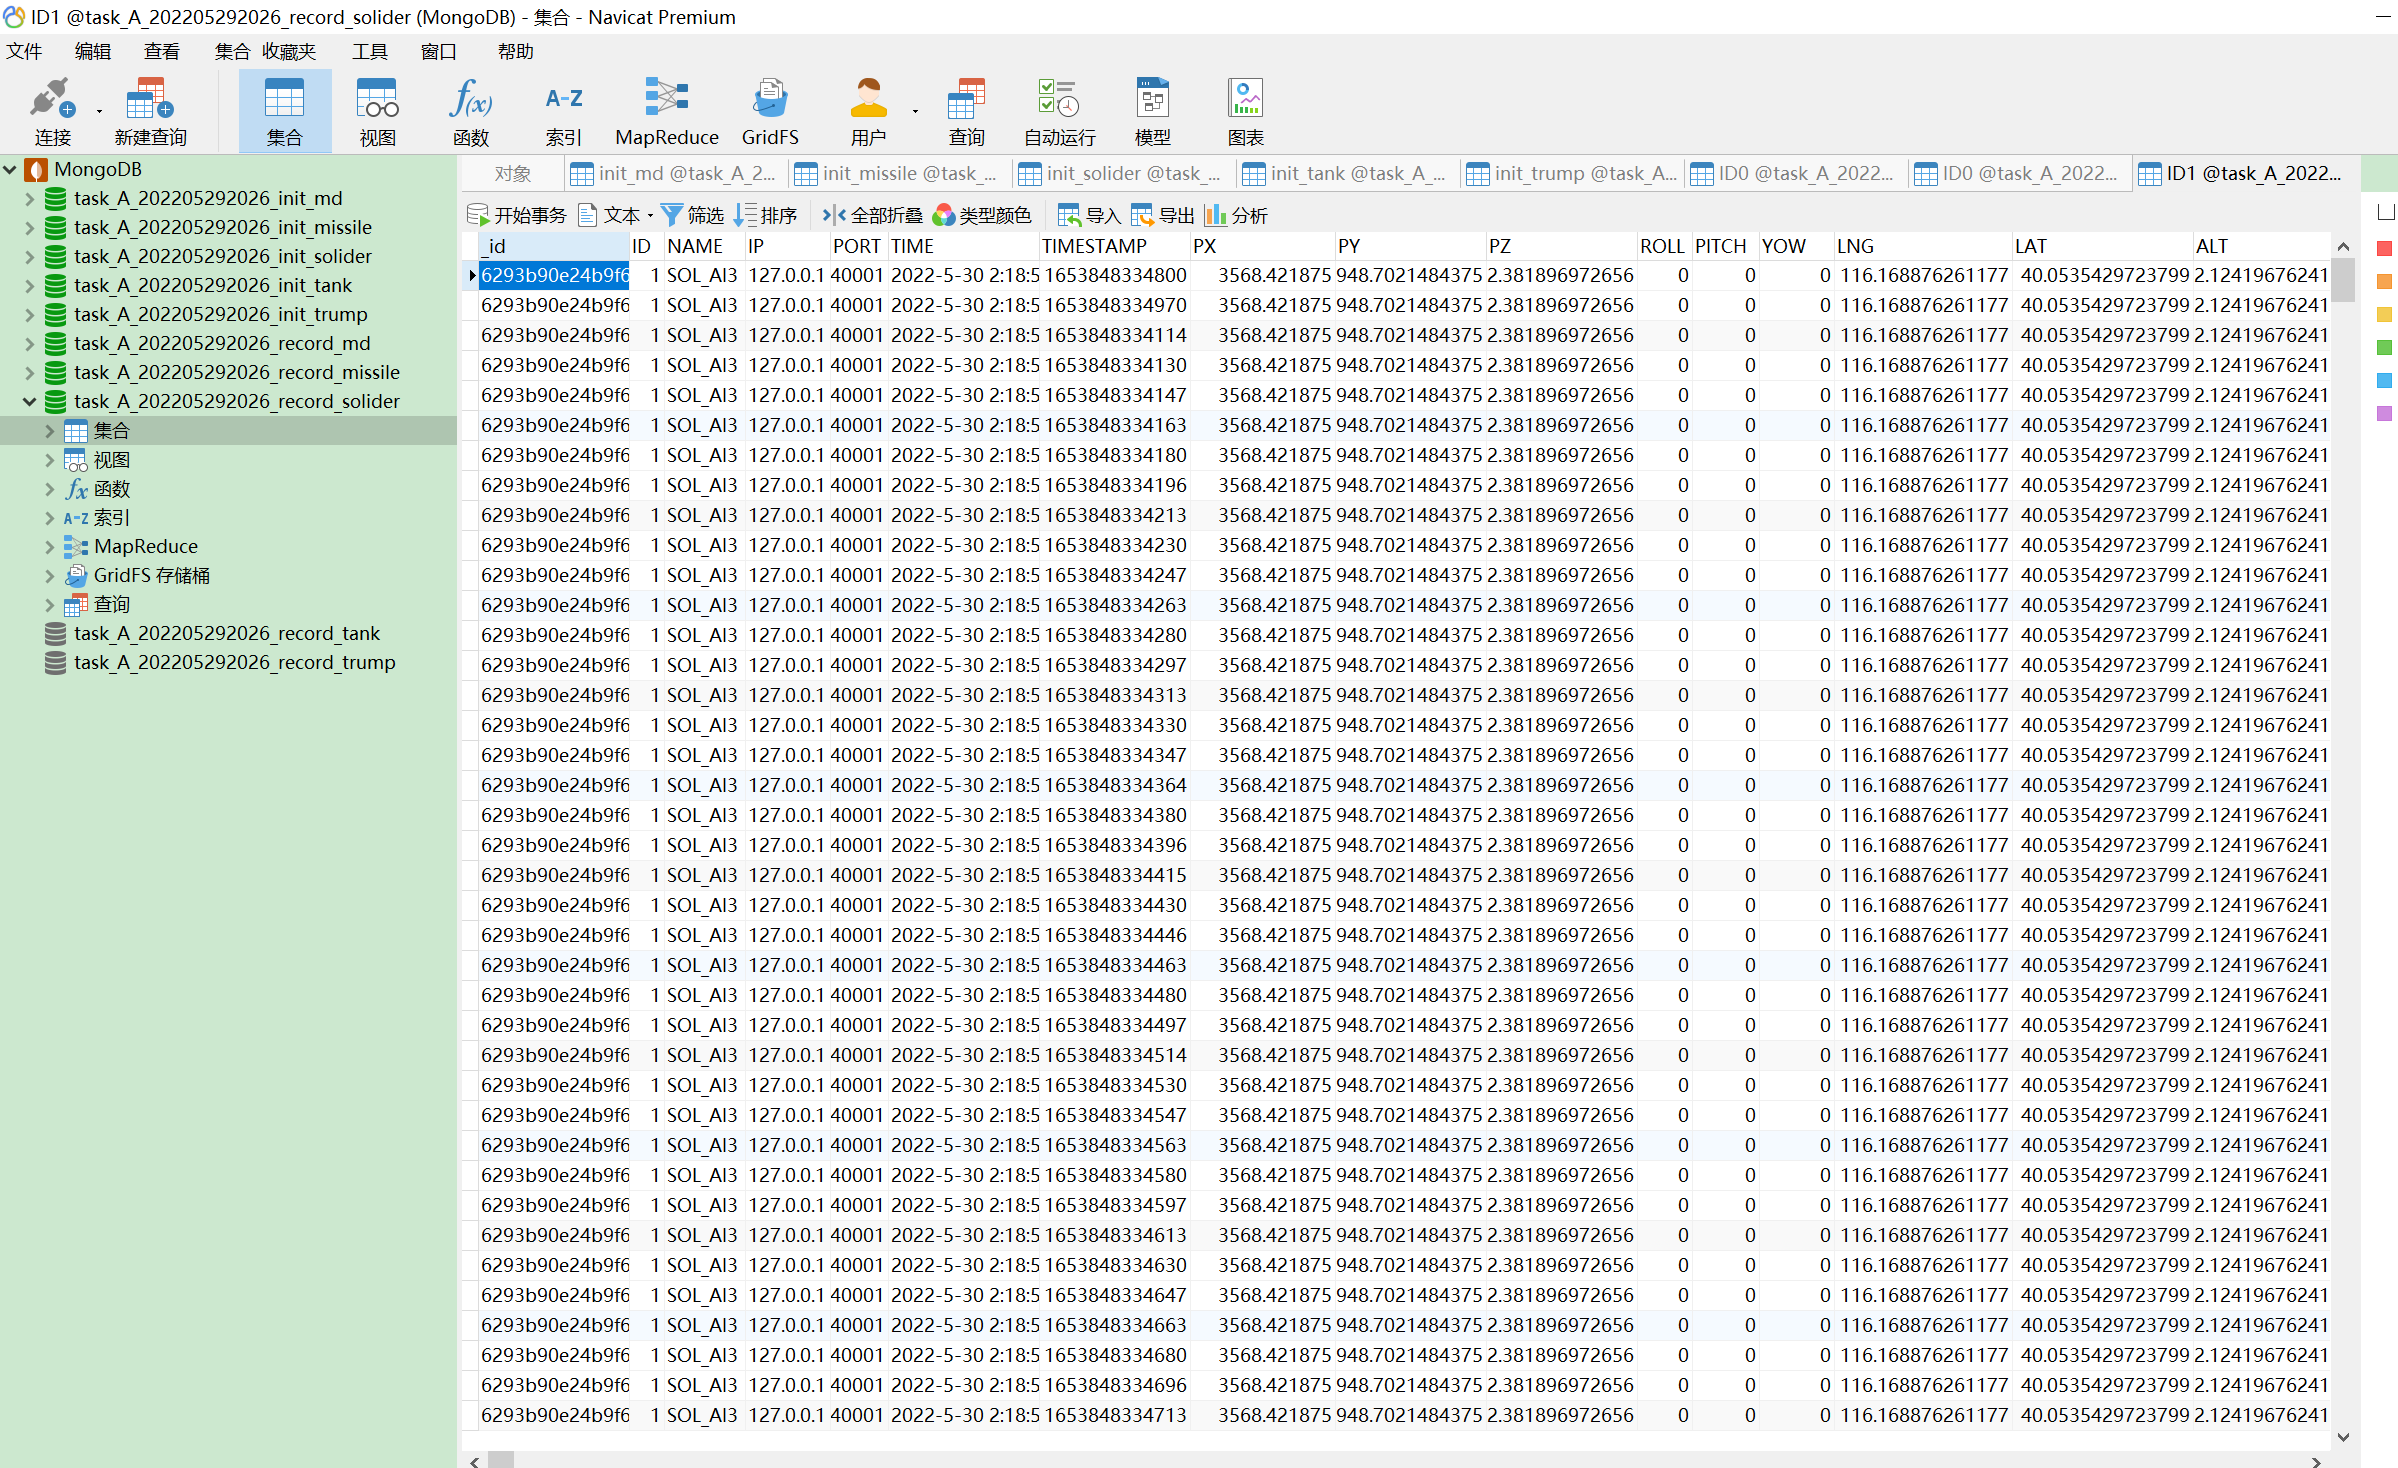 ID1 @task_A_202205292026_record_solider (MongoDB) - 集合 - Navicat Premium
文件 编辑 查看 集合 收藏夹 工具 窗口 帮助
连接 新建查询 集合 视图 函数 索引 MapReduce GridFS 用户 查询 自动运行 模型 图表
MongoDB
task_A_202205292026_init_md
task_A_202205292026_init_missile
task_A_202205292026_init_solider
task_A_202205292026_init_tank
task_A_202205292026_init_trump
task_A_202205292026_record_md
task_A_202205292026_record_missile
task_A_202205292026_record_solider
集合
视图
函数
A-Z 索引
MapReduce
GridFS 存储桶
查询
task_A_202205292026_record_tank
task_A_202205292026_record_trump
对象 init_md @task_A_2... init_missile @task_... init_solider @task_... init_tank @task_A_... init_trump @task_A... ID0 @task_A_2022... ID0 @task_A_2022... ID1 @task_A_2022...
开始事务 文本 筛选 排序 全部折叠 类型颜色 导入 导出 分析
_id ID NAME IP PORT TIME TIMESTAMP PX PY PZ ROLL PITCH YOW LNG LAT ALT
6293b90e24b9f6 1 SOL_AI3 127.0.0.1 40001 2022-5-30 2:18:5 1653848334800 3568.421875 948.7021484375 2.381896972656 0 0 0 116.168876261177 40.0535429723799 2.12419676241
6293b90e24b9f6 1 SOL_AI3 127.0.0.1 40001 2022-5-30 2:18:5 1653848334970 3568.421875 948.7021484375 2.381896972656 0 0 0 116.168876261177 40.0535429723799 2.12419676241
6293b90e24b9f6 1 SOL_AI3 127.0.0.1 40001 2022-5-30 2:18:5 1653848334114 3568.421875 948.7021484375 2.381896972656 0 0 0 116.168876261177 40.0535429723799 2.12419676241
6293b90e24b9f6 1 SOL_AI3 127.0.0.1 40001 2022-5-30 2:18:5 1653848334130 3568.421875 948.7021484375 2.381896972656 0 0 0 116.168876261177 40.0535429723799 2.12419676241
6293b90e24b9f6 1 SOL_AI3 127.0.0.1 40001 2022-5-30 2:18:5 1653848334147 3568.421875 948.7021484375 2.381896972656 0 0 0 116.168876261177 40.0535429723799 2.12419676241
6293b90e24b9f6 1 SOL_AI3 127.0.0.1 40001 2022-5-30 2:18:5 1653848334163 3568.421875 948.7021484375 2.381896972656 0 0 0 116.168876261177 40.0535429723799 2.12419676241
6293b90e24b9f6 1 SOL_AI3 127.0.0.1 40001 2022-5-30 2:18:5 1653848334180 3568.421875 948.7021484375 2.381896972656 0 0 0 116.168876261177 40.0535429723799 2.12419676241
6293b90e24b9f6 1 SOL_AI3 127.0.0.1 40001 2022-5-30 2:18:5 1653848334196 3568.421875 948.7021484375 2.381896972656 0 0 0 116.168876261177 40.0535429723799 2.12419676241
6293b90e24b9f6 1 SOL_AI3 127.0.0.1 40001 2022-5-30 2:18:5 1653848334213 3568.421875 948.7021484375 2.381896972656 0 0 0 116.168876261177 40.0535429723799 2.12419676241
6293b90e24b9f6 1 SOL_AI3 127.0.0.1 40001 2022-5-30 2:18:5 1653848334230 3568.421875 948.7021484375 2.381896972656 0 0 0 116.168876261177 40.0535429723799 2.12419676241
6293b90e24b9f6 1 SOL_AI3 127.0.0.1 40001 2022-5-30 2:18:5 1653848334247 3568.421875 948.7021484375 2.381896972656 0 0 0 116.168876261177 40.0535429723799 2.12419676241
6293b90e24b9f6 1 SOL_AI3 127.0.0.1 40001 2022-5-30 2:18:5 1653848334263 3568.421875 948.7021484375 2.381896972656 0 0 0 116.168876261177 40.0535429723799 2.12419676241
6293b90e24b9f6 1 SOL_AI3 127.0.0.1 40001 2022-5-30 2:18:5 1653848334280 3568.421875 948.7021484375 2.381896972656 0 0 0 116.168876261177 40.0535429723799 2.12419676241
6293b90e24b9f6 1 SOL_AI3 127.0.0.1 40001 2022-5-30 2:18:5 1653848334297 3568.421875 948.7021484375 2.381896972656 0 0 0 116.168876261177 40.0535429723799 2.12419676241
6293b90e24b9f6 1 SOL_AI3 127.0.0.1 40001 2022-5-30 2:18:5 1653848334313 3568.421875 948.7021484375 2.381896972656 0 0 0 116.168876261177 40.0535429723799 2.12419676241
6293b90e24b9f6 1 SOL_AI3 127.0.0.1 40001 2022-5-30 2:18:5 1653848334330 3568.421875 948.7021484375 2.381896972656 0 0 0 116.168876261177 40.0535429723799 2.12419676241
6293b90e24b9f6 1 SOL_AI3 127.0.0.1 40001 2022-5-30 2:18:5 1653848334347 3568.421875 948.7021484375 2.381896972656 0 0 0 116.168876261177 40.0535429723799 2.12419676241
6293b90e24b9f6 1 SOL_AI3 127.0.0.1 40001 2022-5-30 2:18:5 1653848334364 3568.421875 948.7021484375 2.381896972656 0 0 0 116.168876261177 40.0535429723799 2.12419676241
6293b90e24b9f6 1 SOL_AI3 127.0.0.1 40001 2022-5-30 2:18:5 1653848334380 3568.421875 948.7021484375 2.381896972656 0 0 0 116.168876261177 40.0535429723799 2.12419676241
6293b90e24b9f6 1 SOL_AI3 127.0.0.1 40001 2022-5-30 2:18:5 1653848334396 3568.421875 948.7021484375 2.381896972656 0 0 0 116.168876261177 40.0535429723799 2.12419676241
6293b90e24b9f6 1 SOL_AI3 127.0.0.1 40001 2022-5-30 2:18:5 1653848334415 3568.421875 948.7021484375 2.381896972656 0 0 0 116.168876261177 40.0535429723799 2.12419676241
6293b90e24b9f6 1 SOL_AI3 127.0.0.1 40001 2022-5-30 2:18:5 1653848334430 3568.421875 948.7021484375 2.381896972656 0 0 0 116.168876261177 40.0535429723799 2.12419676241
6293b90e24b9f6 1 SOL_AI3 127.0.0.1 40001 2022-5-30 2:18:5 1653848334446 3568.421875 948.7021484375 2.381896972656 0 0 0 116.168876261177 40.0535429723799 2.12419676241
6293b90e24b9f6 1 SOL_AI3 127.0.0.1 40001 2022-5-30 2:18:5 1653848334463 3568.421875 948.7021484375 2.381896972656 0 0 0 116.168876261177 40.0535429723799 2.12419676241
6293b90e24b9f6 1 SOL_AI3 127.0.0.1 40001 2022-5-30 2:18:5 1653848334480 3568.421875 948.7021484375 2.381896972656 0 0 0 116.168876261177 40.0535429723799 2.12419676241
6293b90e24b9f6 1 SOL_AI3 127.0.0.1 40001 2022-5-30 2:18:5 1653848334497 3568.421875 948.7021484375 2.381896972656 0 0 0 116.168876261177 40.0535429723799 2.12419676241
6293b90e24b9f6 1 SOL_AI3 127.0.0.1 40001 2022-5-30 2:18:5 1653848334514 3568.421875 948.7021484375 2.381896972656 0 0 0 116.168876261177 40.0535429723799 2.12419676241
6293b90e24b9f6 1 SOL_AI3 127.0.0.1 40001 2022-5-30 2:18:5 1653848334530 3568.421875 948.7021484375 2.381896972656 0 0 0 116.168876261177 40.0535429723799 2.12419676241
6293b90e24b9f6 1 SOL_AI3 127.0.0.1 40001 2022-5-30 2:18:5 1653848334547 3568.421875 948.7021484375 2.381896972656 0 0 0 116.168876261177 40.0535429723799 2.12419676241
6293b90e24b9f6 1 SOL_AI3 127.0.0.1 40001 2022-5-30 2:18:5 1653848334563 3568.421875 948.7021484375 2.381896972656 0 0 0 116.168876261177 40.0535429723799 2.12419676241
6293b90e24b9f6 1 SOL_AI3 127.0.0.1 40001 2022-5-30 2:18:5 1653848334580 3568.421875 948.7021484375 2.381896972656 0 0 0 116.168876261177 40.0535429723799 2.12419676241
6293b90e24b9f6 1 SOL_AI3 127.0.0.1 40001 2022-5-30 2:18:5 1653848334597 3568.421875 948.7021484375 2.381896972656 0 0 0 116.168876261177 40.0535429723799 2.12419676241
6293b90e24b9f6 1 SOL_AI3 127.0.0.1 40001 2022-5-30 2:18:5 1653848334613 3568.421875 948.7021484375 2.381896972656 0 0 0 116.168876261177 40.0535429723799 2.12419676241
6293b90e24b9f6 1 SOL_AI3 127.0.0.1 40001 2022-5-30 2:18:5 1653848334630 3568.421875 948.7021484375 2.381896972656 0 0 0 116.168876261177 40.0535429723799 2.12419676241
6293b90e24b9f6 1 SOL_AI3 127.0.0.1 40001 2022-5-30 2:18:5 1653848334647 3568.421875 948.7021484375 2.381896972656 0 0 0 116.168876261177 40.0535429723799 2.12419676241
6293b90e24b9f6 1 SOL_AI3 127.0.0.1 40001 2022-5-30 2:18:5 1653848334663 3568.421875 948.7021484375 2.381896972656 0 0 0 116.168876261177 40.0535429723799 2.12419676241
6293b90e24b9f6 1 SOL_AI3 127.0.0.1 40001 2022-5-30 2:18:5 1653848334680 3568.421875 948.7021484375 2.381896972656 0 0 0 116.168876261177 40.0535429723799 2.12419676241
6293b90e24b9f6 1 SOL_AI3 127.0.0.1 40001 2022-5-30 2:18:5 1653848334696 3568.421875 948.7021484375 2.381896972656 0 0 0 116.168876261177 40.0535429723799 2.12419676241
6293b90e24b9f6 1 SOL_AI3 127.0.0.1 40001 2022-5-30 2:18:5 1653848334713 3568.421875 948.7021484375 2.381896972656 0 0 0 116.168876261177 40.0535429723799 2.12419676241